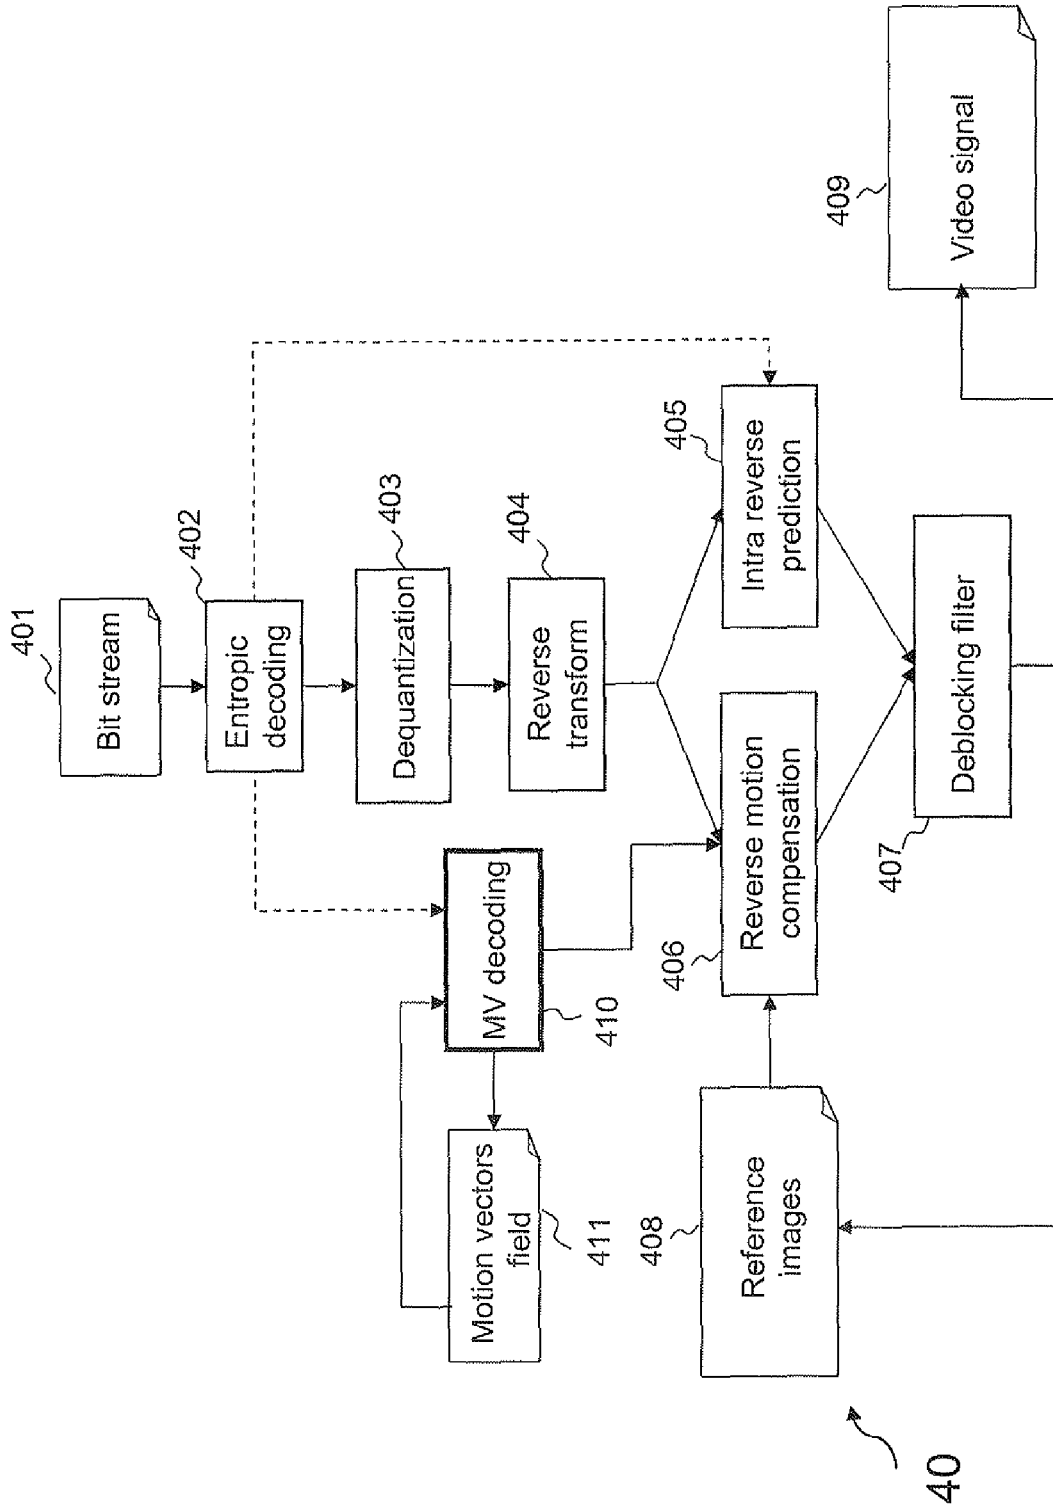 401
Bit stream
402
Entropic
decoding
403
Dequantization
404
Reverse
transform
405
Intra reverse
prediction
406
Reverse motion
compensation
407
Deblocking filter
408
Reference
images
409
Video signal
410
MV decoding
411
Motion vectors
field
40